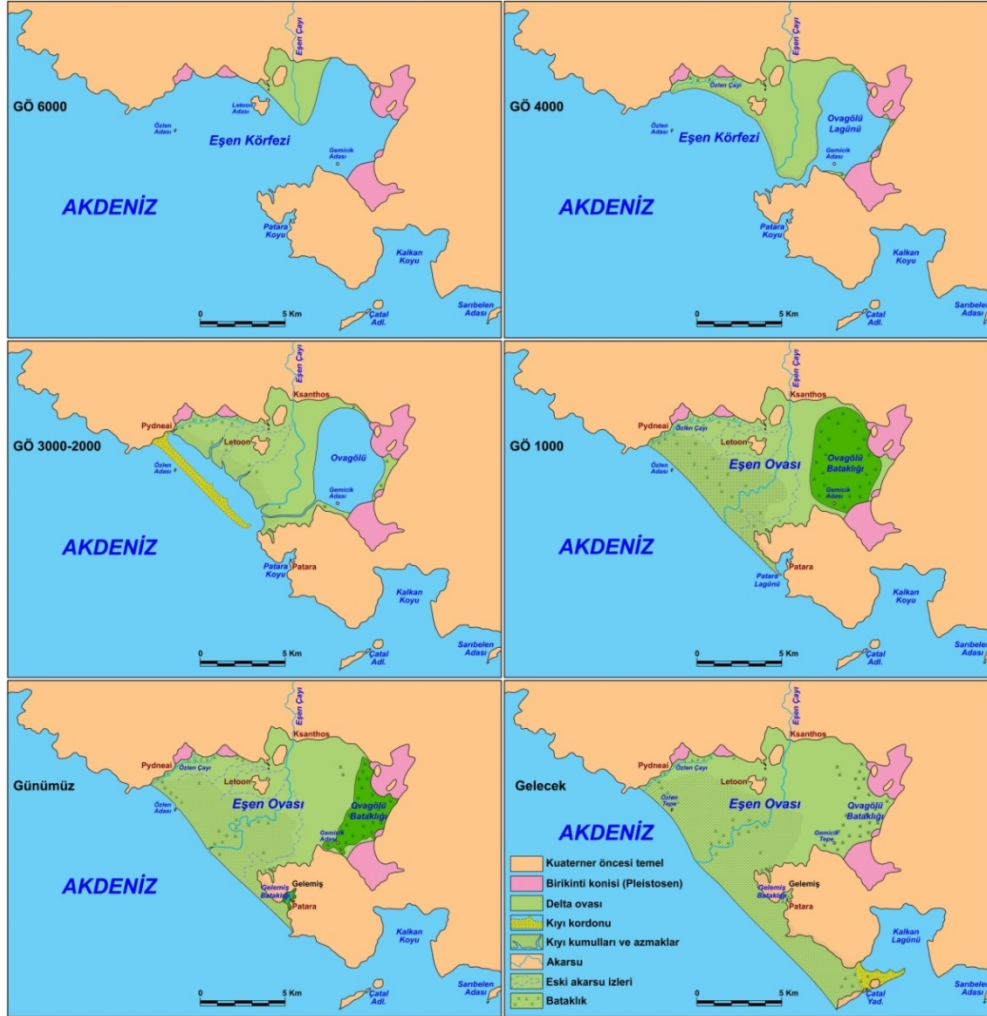 Eşen Çayı
GÖ 6000
Letoon
Adası
Özlen
Adası
Eşen Körfezi
Gemicik
Adası
AKDENİZ
Patara
Koyu
Kalkan
Koyu
0
5 Km
Çatal
Adl.
Sarıbelen
Adası
Eşen Çayı
GÖ 4000
Özlen Çayı
Özlen
Adası
Ovagölü
Lagünü
Eşen Körfezi
Gemicik
Adası
AKDENİZ
Patara
Koyu
Kalkan
Koyu
0
5 Km
Çatal
Adl.
Sarıbelen
Adası
Eşen Çayı
Ksanthos
Pydneai
GÖ 3000-2000
Letoon
Özlen
Adası
Ovagölü
Gemicik
Adası
AKDENİZ
Patara
Koyu
Patara
Kalkan
Koyu
0
5 Km
Çatal
Adl.
Sarıbelen
Adası
Eşen Çayı
Ksanthos
Pydneai
Özlen Çayı
GÖ 1000
Letoon
Özlen
Adası
Eşen Ovası
Ovagölü
Bataklığı
Gemicik
Adası
AKDENİZ
Patara
Patara
Lagünü
Kalkan
Koyu
0
5 Km
Çatal
Adl.
Sarıbelen
Adası
Eşen Çayı
Ksanthos
Pydneai
Özlen Çayı
Günümüz
Letoon
Özlen
Adası
Eşen Ovası
Ovagölü
Bataklığı
Gemicik
Adası
AKDENİZ
Gelemiş
Gelemiş
Bataklığı
Patara
Kalkan
Koyu
0
5 Km
Çatal
Adl.
Sarıbelen
Adası
Eşen Çayı
Ksanthos
Pydneai
Özlen Çayı
Gelecek
Letoon
Özlen
Tepe
Eşen Ovası
Ovagölü
Bataklığı
Gemicik
Tepe
AKDENİZ
Kuaterner öncesi temel
Birikinti konisi (Pleistosen)
Delta ovası
Kıyı kordonu
Kıyı kumulları ve azmaklar
Akarsu
Eski akarsu izleri
Bataklık
Gelemiş
Gelemiş
Bataklığı
Patara
Kalkan
Lagünü
0
5 Km
Çatal
Yad.
Sarıbelen
Adası